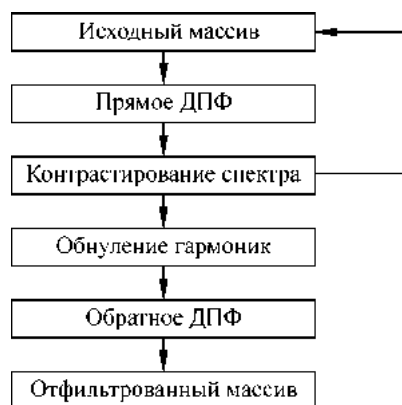 Исходный массив
Прямое ДПФ
Контрастирование спектра
Обнуление гармоник
Обратное ДПФ
Отфильтрованный массив